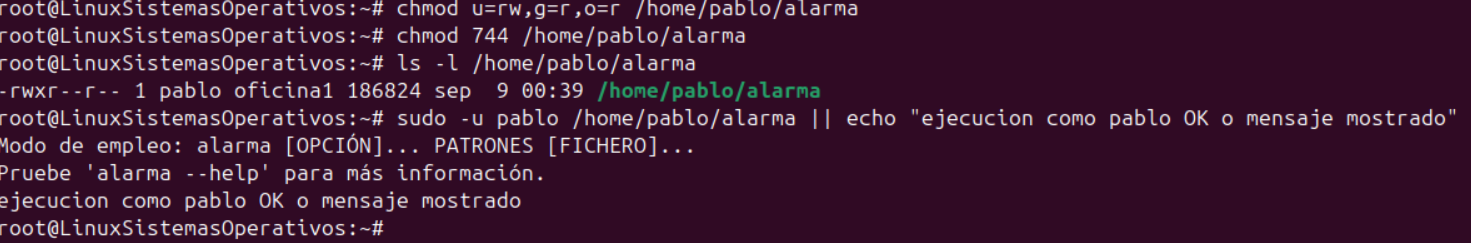 root@LinuxSistemasOperativos:~# chmod u=rw,g=r,o=r /home/pablo/alarma
root@LinuxSistemasOperativos:~# chmod 744 /home/pablo/alarma
root@LinuxSistemasOperativos:~# ls -l /home/pablo/alarma
-rwxr--r-- 1 pablo oficina1 186824 sep  9 00:39 /home/pablo/alarma
root@LinuxSistemasOperativos:~# sudo -u pablo /home/pablo/alarma || echo "ejecucion como pablo OK o mensaje mostrado"
Modo de empleo: alarma [OPCIÓN]... PATRONES [FICHERO]...
Pruebe 'alarma --help' para más información.
ejecucion como pablo OK o mensaje mostrado
root@LinuxSistemasOperativos:~#